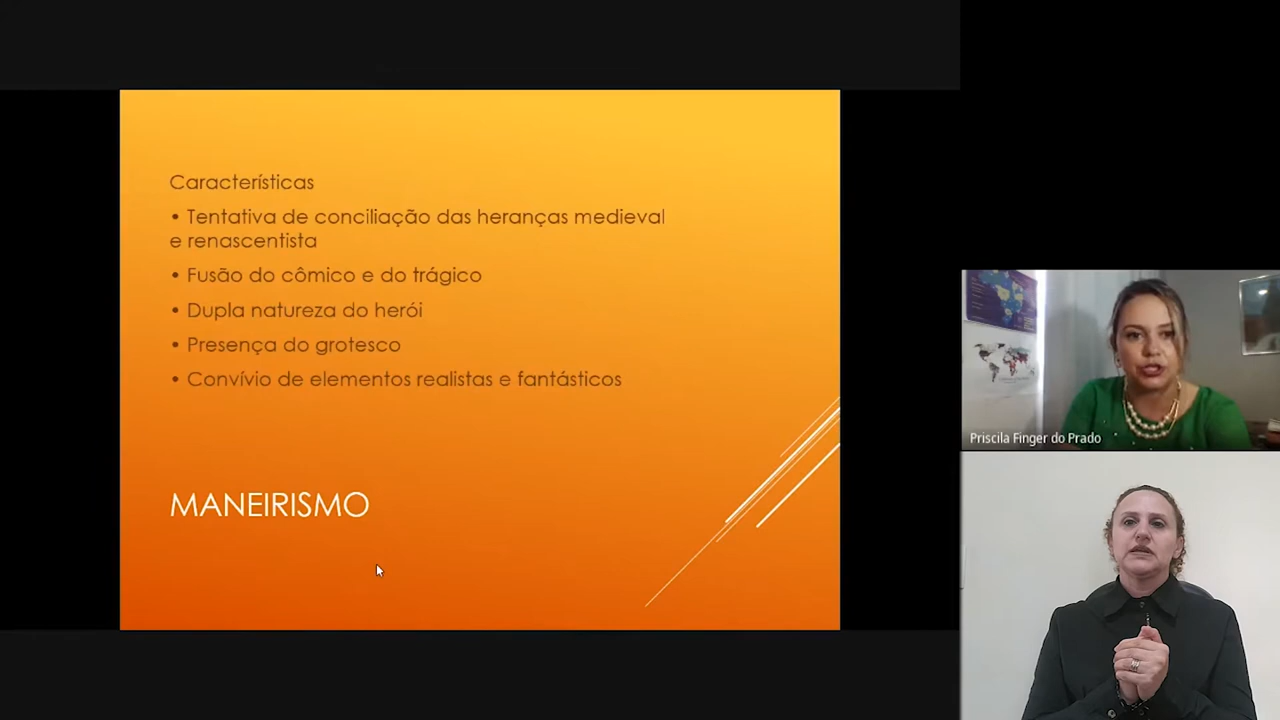 Características
• Tentativa de conciliação das heranças medieval
e renascentista
• Fusão do cômico e do trágico
• Dupla natureza do herói
• Presença do grotesco
• Convívio de elementos realistas e fantásticos
MANEIRISMO
Priscila Finger do Prado